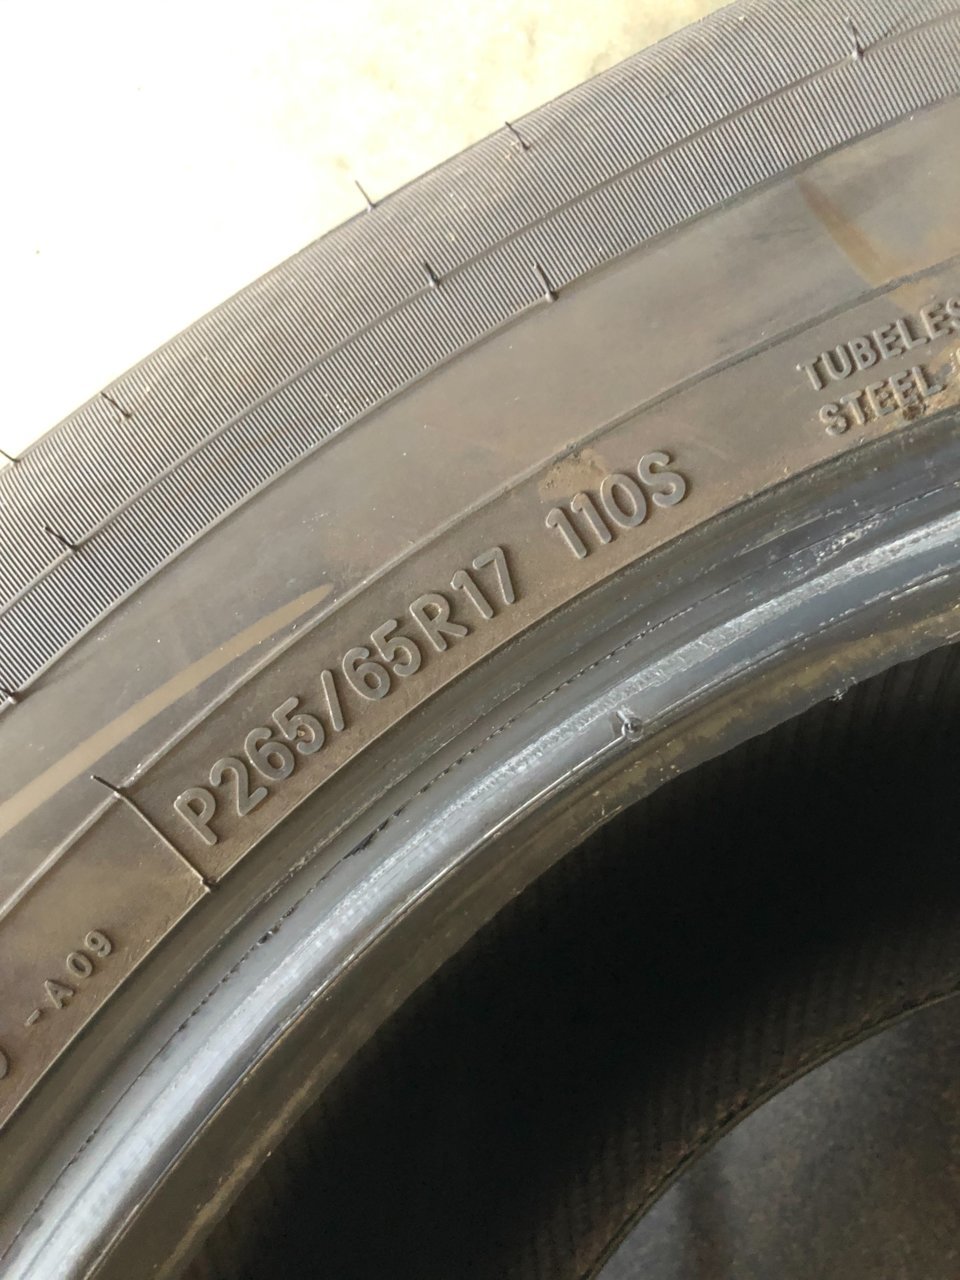 TUBELES
STEEL-
P265/65R17 110S
-A09